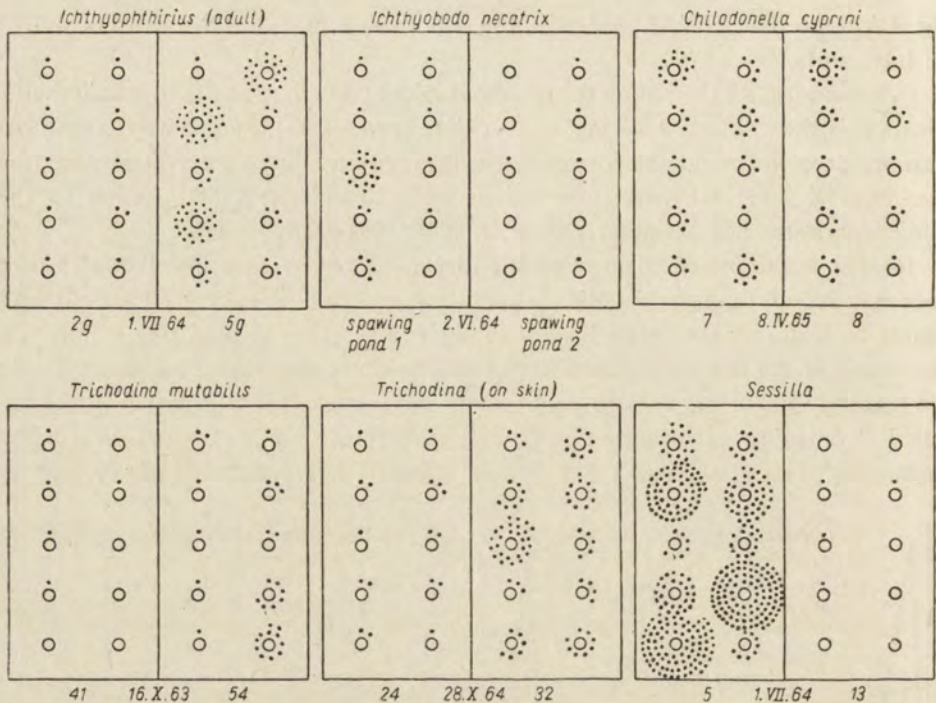 Ichthyophthirius (adult)
Ichthyobodo necatrix
Chilodonella cyprini
2g 1.VII.64 5g
spawing pond 1 2.VI.64 spawing pond 2
7 8.IV.65 8
Trichodina mutabilis
Trichodina (on skin)
Sessilla
41 16.X.63 54
24 28.X 64 32
5 1.VII.64 13